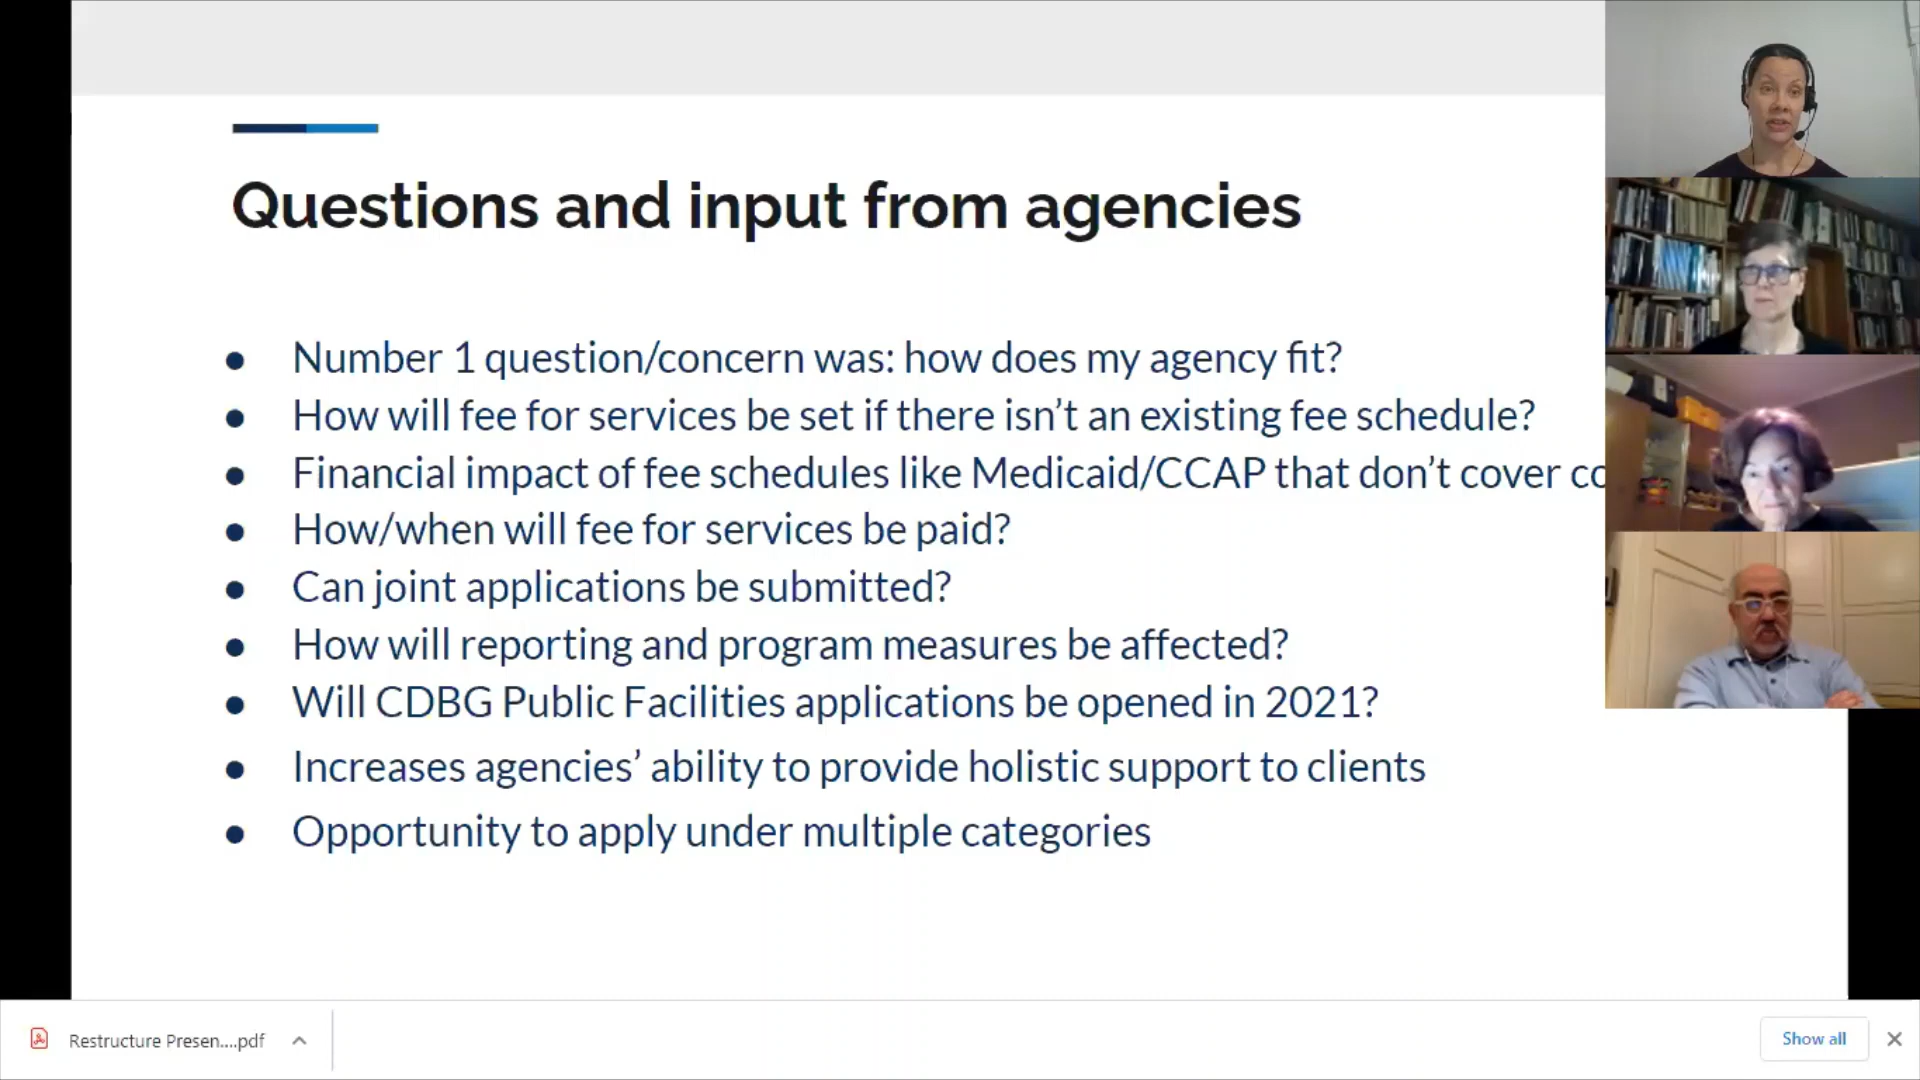 Questions and input from agencies
● Number 1 question/concern was: how does my agency fit?
● How will fee for services be set if there isn’t an existing fee schedule?
● Financial impact of fee schedules like Medicaid/CCAP that don’t cover co
● How/when will fee for services be paid?
● Can joint applications be submitted?
● How will reporting and program measures be affected?
● Will CDBG Public Facilities applications be opened in 2021?
● Increases agencies’ ability to provide holistic support to clients
● Opportunity to apply under multiple categories
Restructure Presen....pdf
Show all